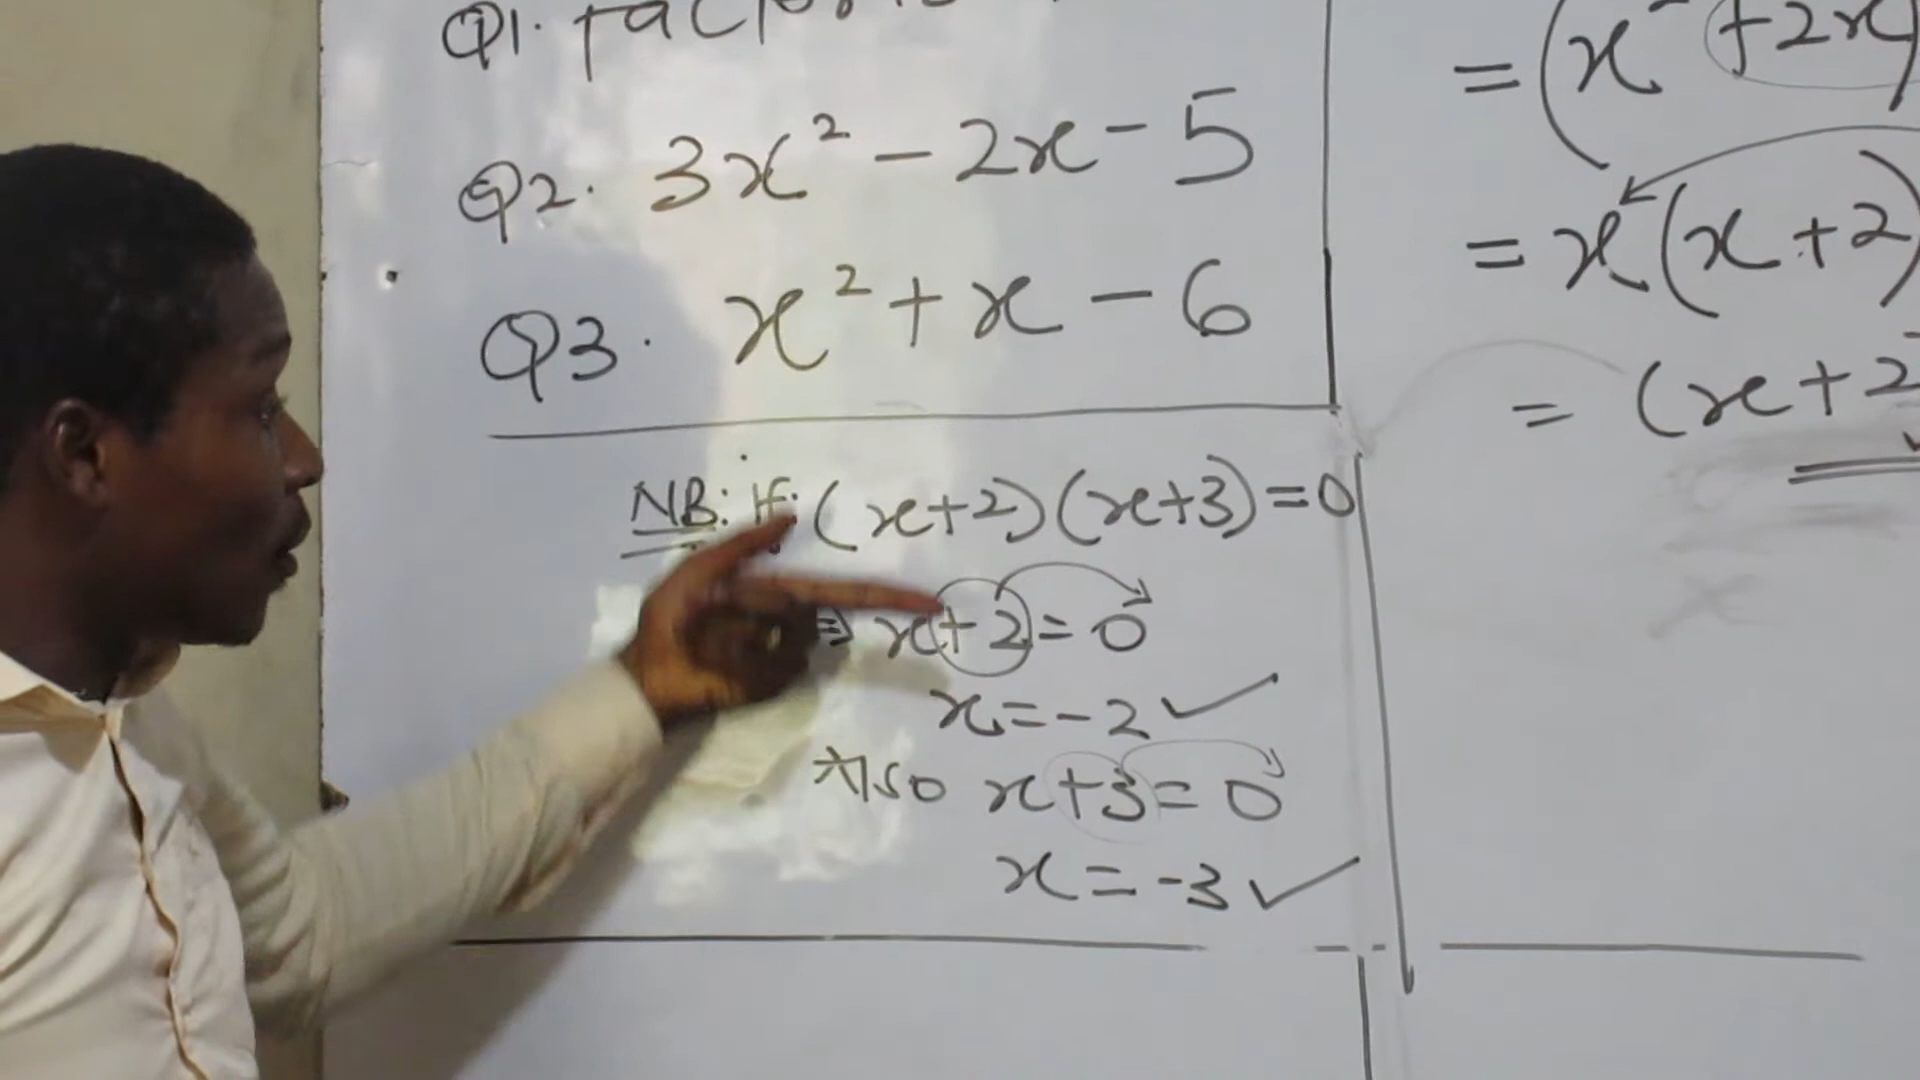 Q1.
Q2. 3x² - 2x - 5
Q3. x² + x - 6
NB: If (x+2)(x+3)=0
⇒ x+2=0
x=-2 ✓
Also x+3=0
x=-3 ✓
= (x² +2x)
= x(x+2)
= (x+2